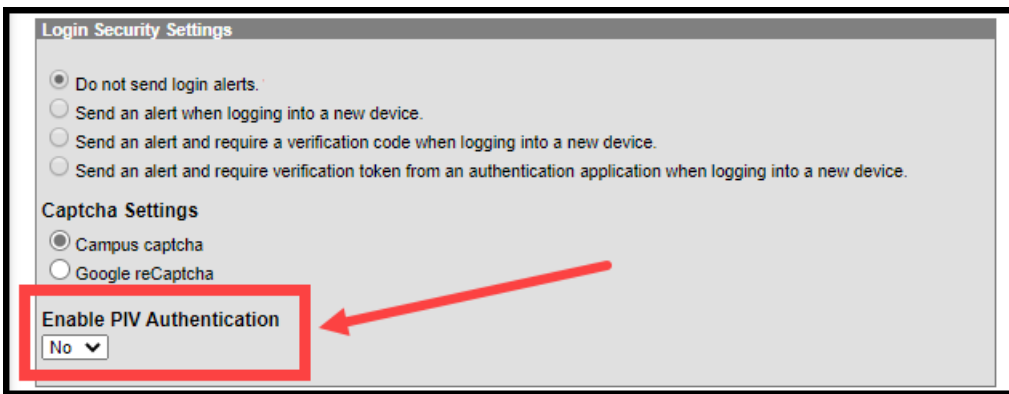 Login Security Settings
Do not send login alerts.
Send an alert when logging into a new device.
Send an alert and require a verification code when logging into a new device.
Send an alert and require verification token from an authentication application when logging into a new device.
Captcha Settings
Campus captcha
Google reCaptcha
Enable PIV Authentication
No